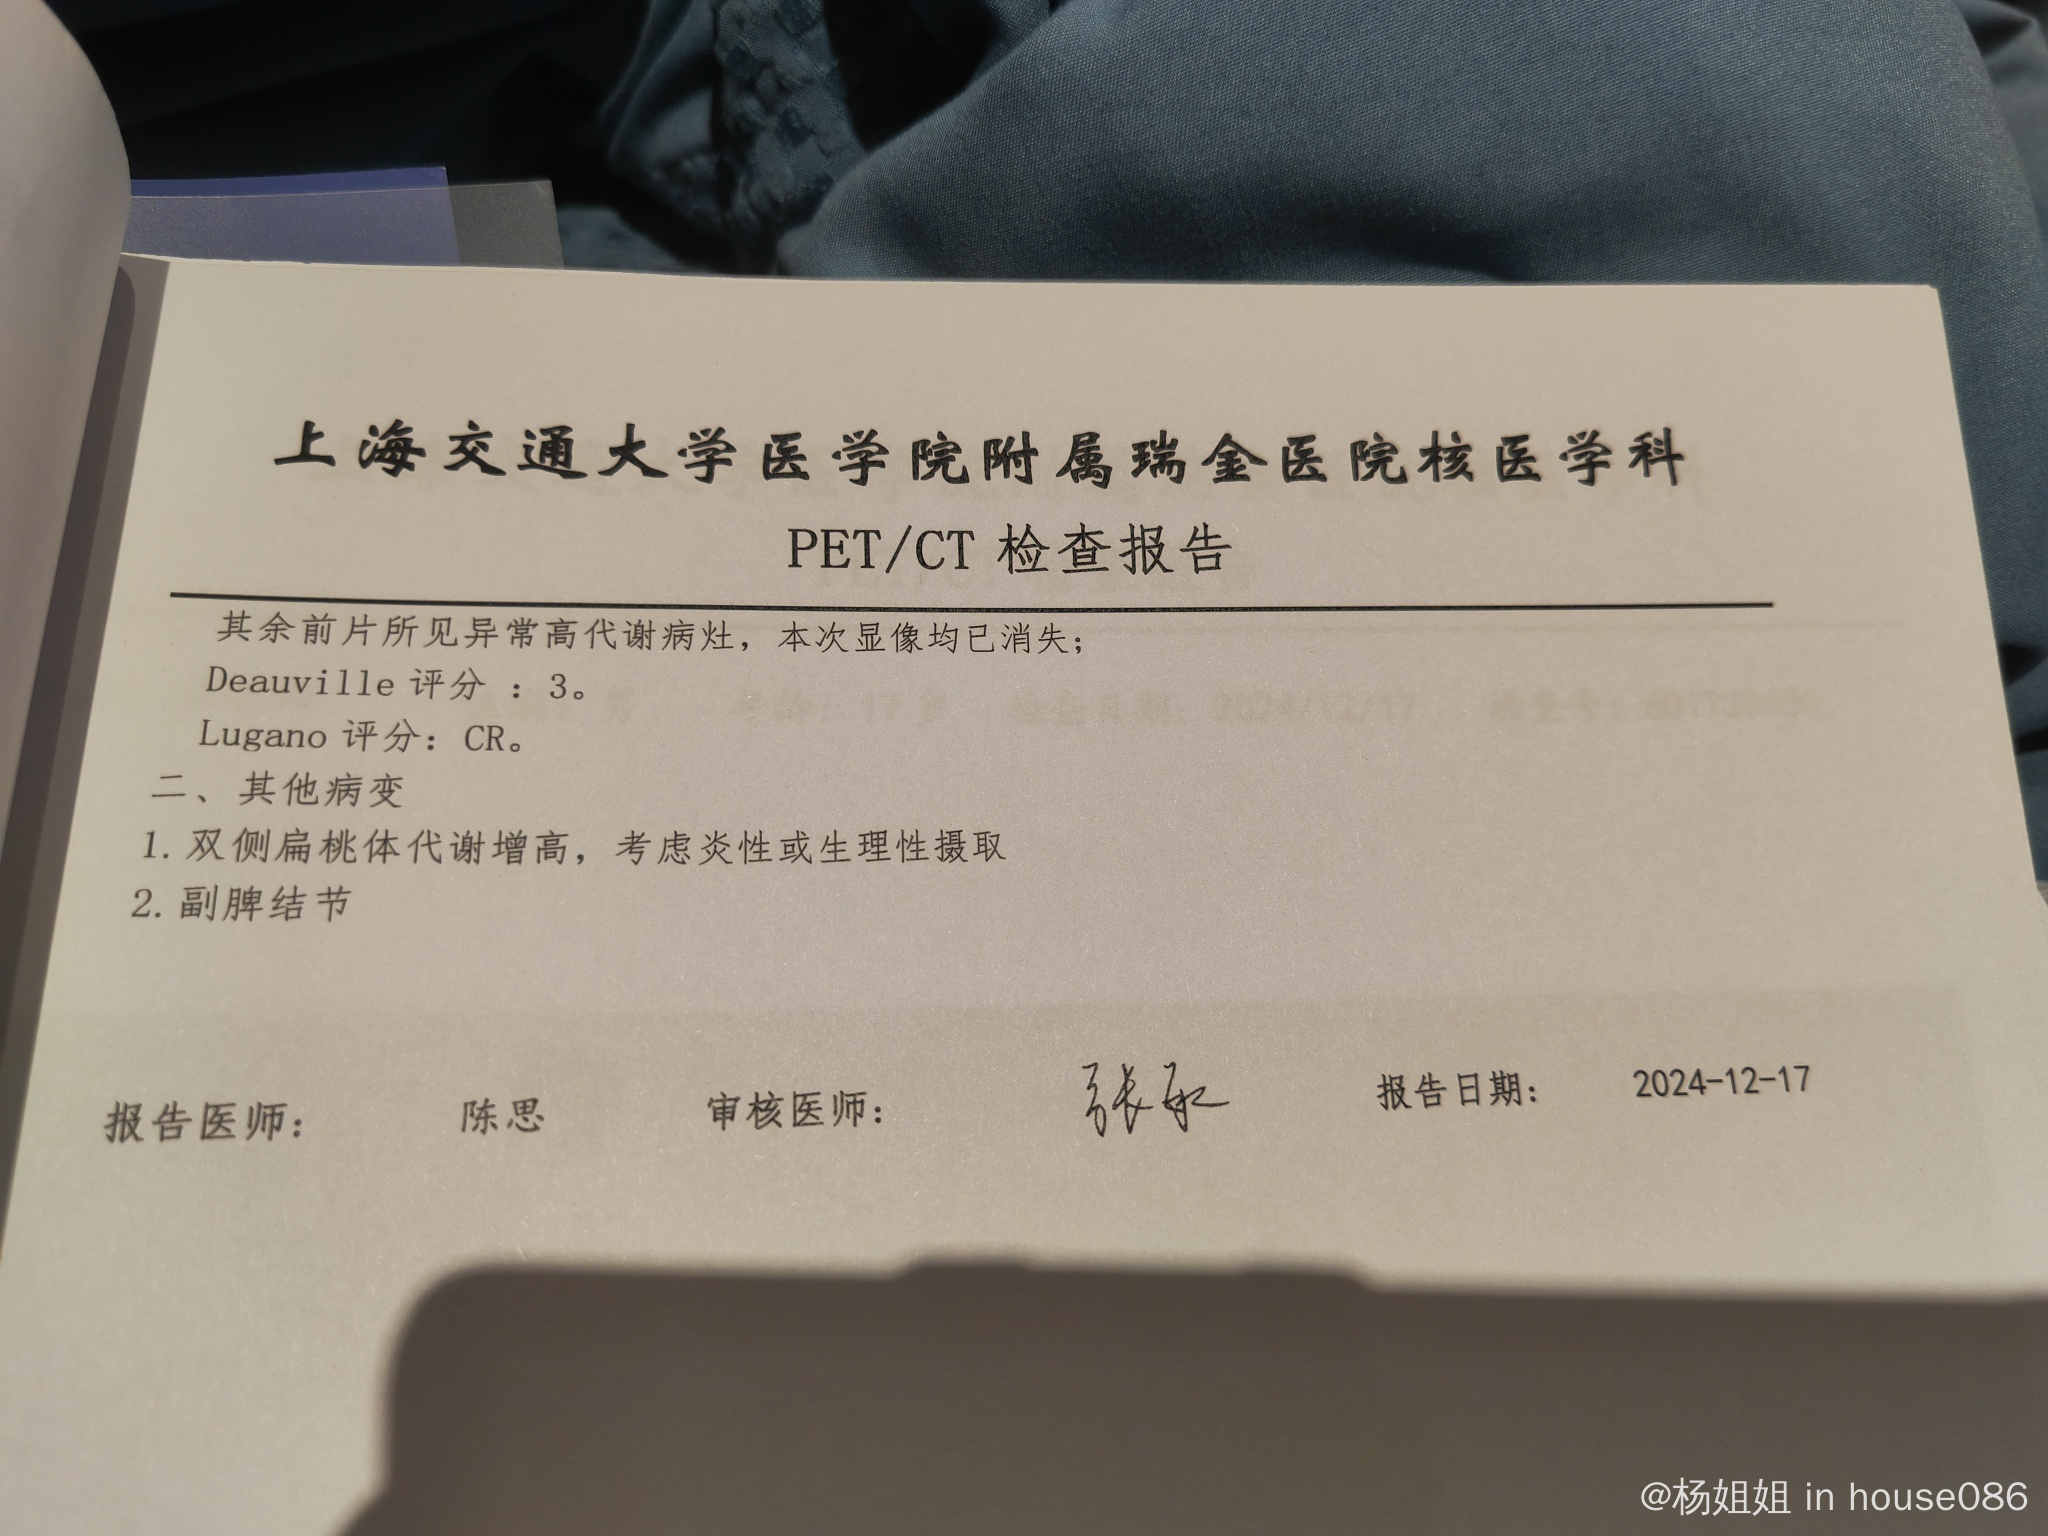 上海交通大学医学院附属瑞金医院核医学科
PET/CT 检查报告
其余前片所见异常高代谢病灶，本次显像均已消失；
Deauville 评分 ：3。
Lugano 评分：CR。
二、其他病变
1. 双侧扁桃体代谢增高，考虑炎性或生理性摄取
2. 副脾结节
报告医师： 陈思 审核医师： 张敏 报告日期： 2024-12-17
@杨姐姐 in house086